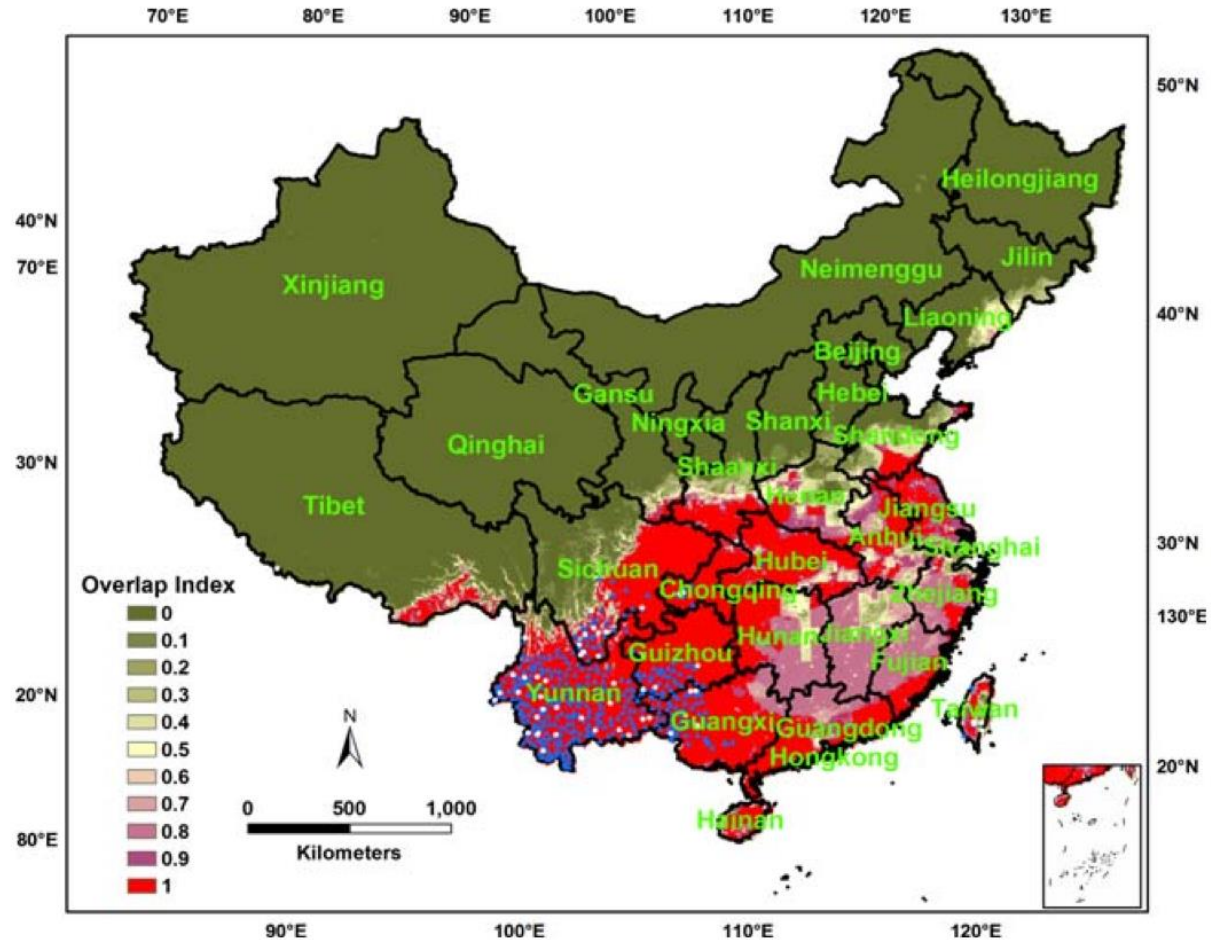 70°E 80°E 90°E 100°E 110°E 120°E 130°E
50°N
Heilongjiang
40°N
70°E
Jilin
Neimenggu
Xinjiang
Liaoning
40°N
Beijing
Gansu
Hebei
Ningxia
Shanxi
Shandong
Qinghai
30°N
Shaanxi
Tibet
Jiangsu
Anhui
Shanghai
30°N
Hubei
Sichuan
Chongqing
Zhejiang
130°E
Hunan
Jiangxi
Guizhou
Fujian
20°N
Yunnan
Taiwan
Guangxi
Guangdong
Hongkong
20°N
Hainan
80°E
Overlap Index
0
0.1
0.2
0.3
0.4
0.5
0.6
0.7
0.8
0.9
1
N
0 500 1,000
Kilometers
90°E 100°E 110°E 120°E